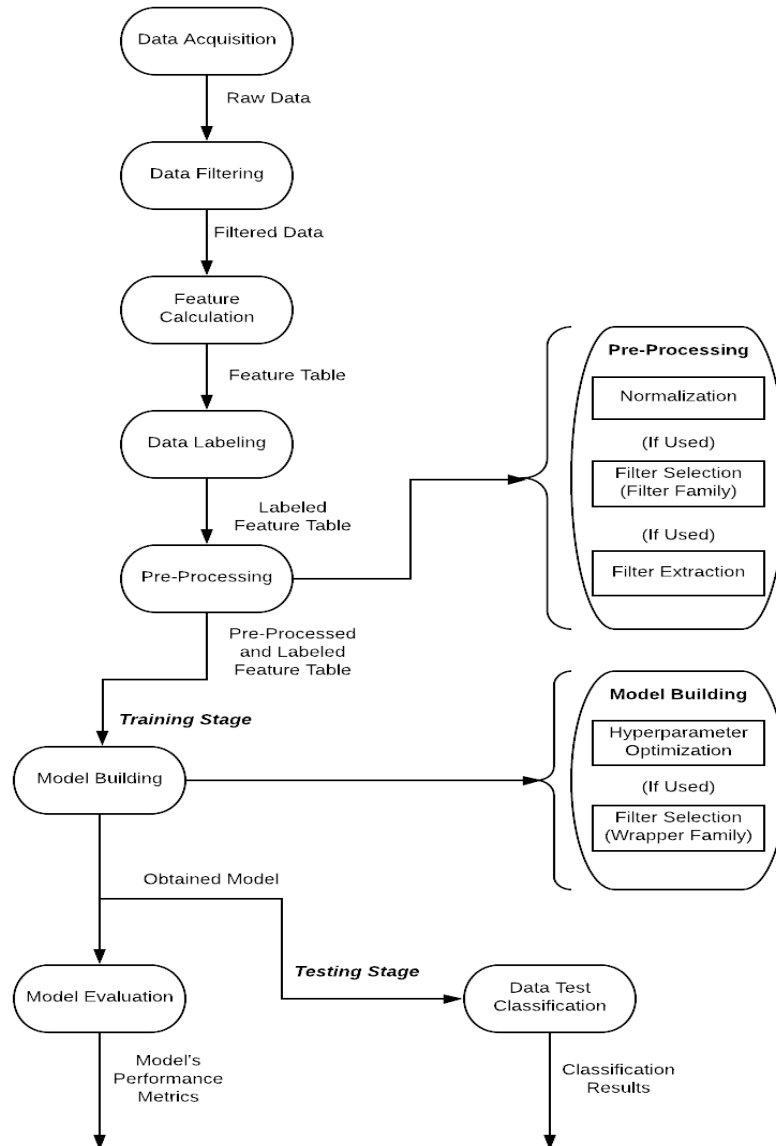 Data Acquisition
Raw Data
Data Filtering
Filtered Data
Feature
Calculation
Feature Table
Data Labeling
Labeled
Feature Table
Pre-Processing
Pre-Processed
and Labeled
Feature Table
Pre-Processing
Normalization
(If Used)
Filter Selection
(Filter Family)
(If Used)
Filter Extraction
Training Stage
Model Building
Model Building
Hyperparameter
Optimization
(If Used)
Filter Selection
(Wrapper Family)
Obtained Model
Model Evaluation
Testing Stage
Data Test
Classification
Model's
Performance
Metrics
Classification
Results